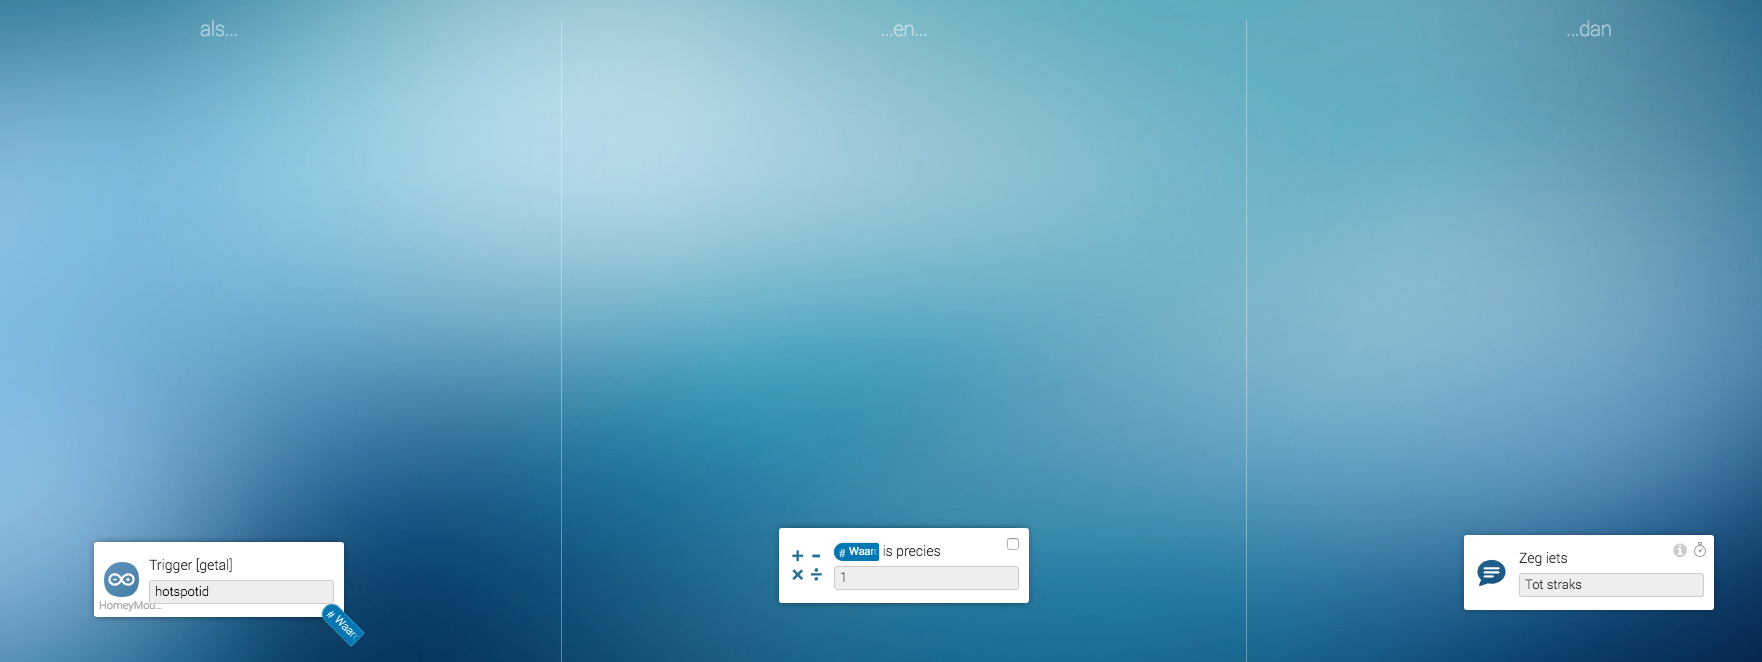 als...
...en...
...dan
Trigger [getal]
hotspotid
HomeyMod...
# Waar
# Waar is precies
1
Zeg iets
Tot straks